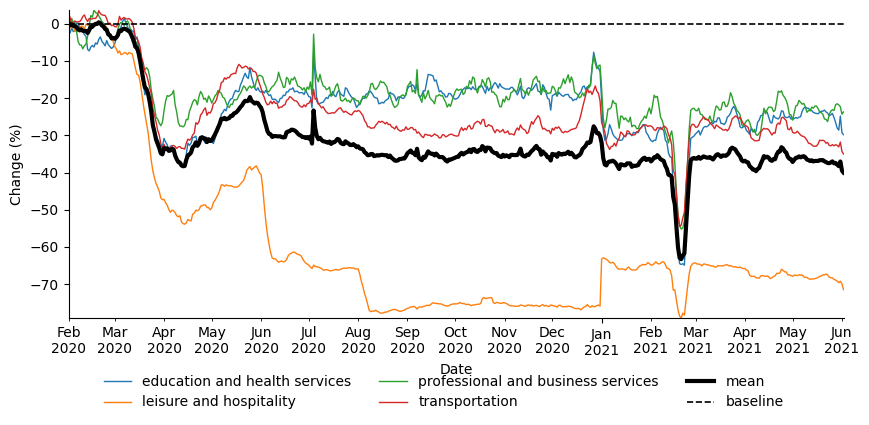 Change (%)
0
−10
−20
−30
−40
−50
−60
−70
Feb Mar Apr May Jun Jul Aug Sep Oct Nov Dec Jan Feb Mar Apr May Jun
2020 2020 2020 2020 2020 2020 2020 2020 2020 2020 2020 2021 2021 2021 2021 2021 2021
Date
education and health services professional and business services mean
leisure and hospitality transportation baseline